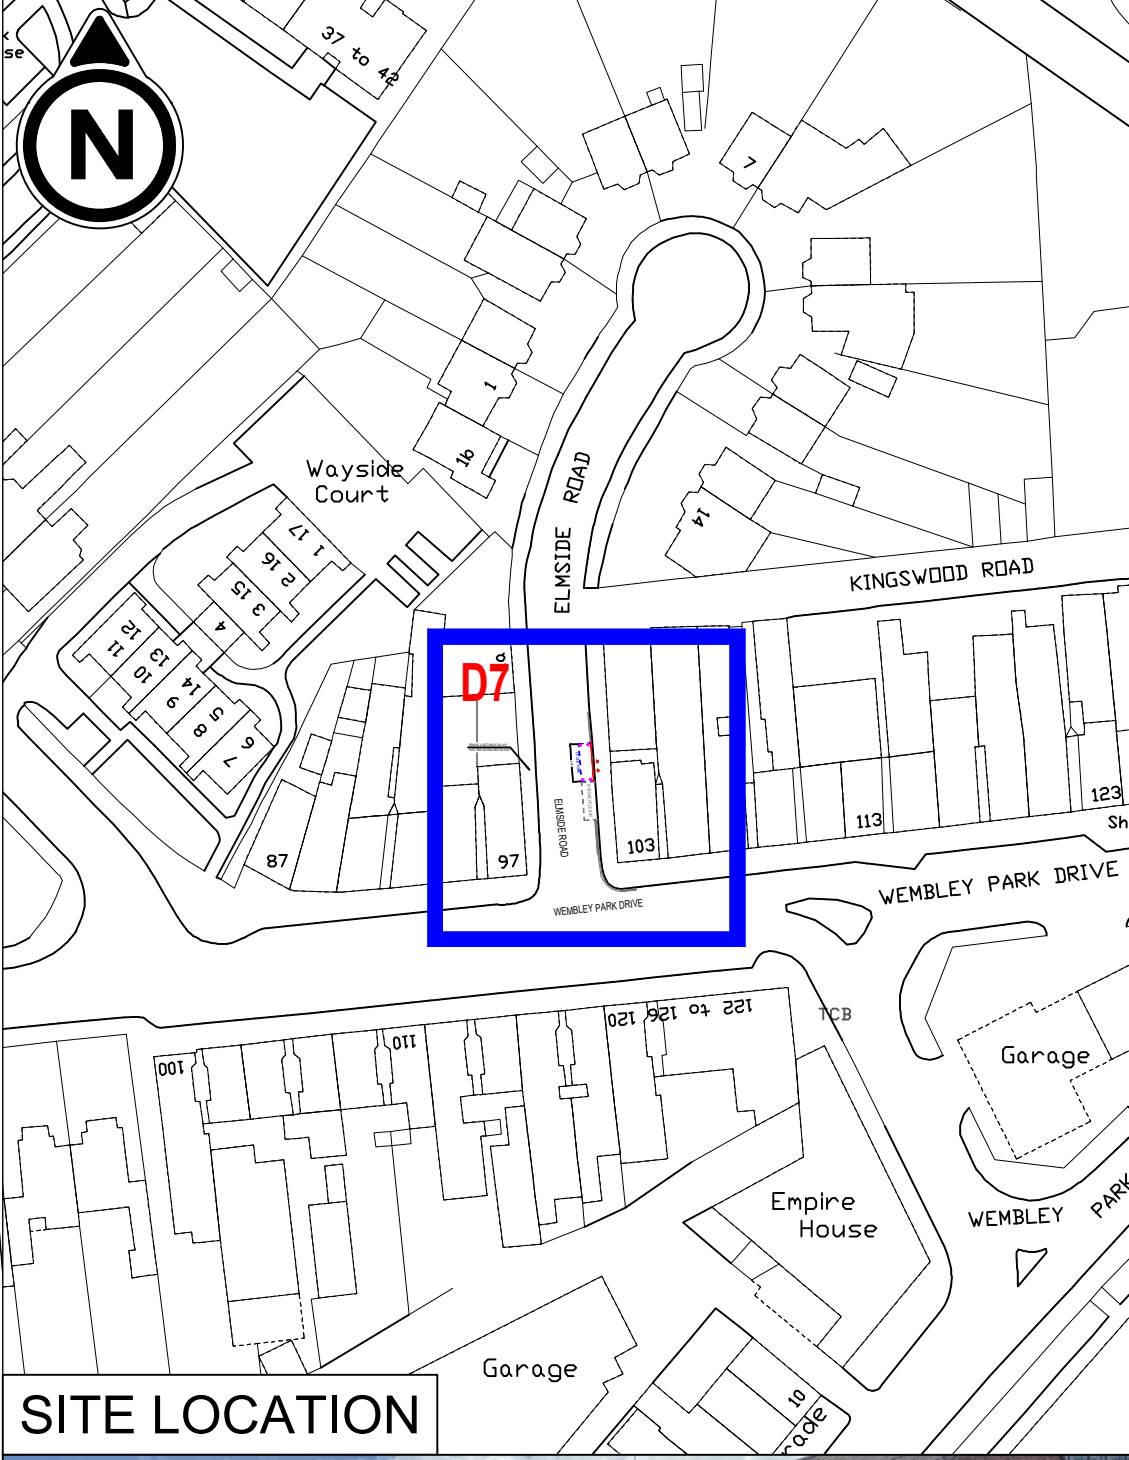 se
37 to 42
N
7
1
1b
Wayside
Court
ELMSIDE ROAD
14
KINGSWOOD ROAD
1 17
2 16
3 15
4
12
11
13
10
14
9
5
8
6
7
D7
87
97
103
113
123
Sh
ELMSIDE ROAD
WEMBLEY PARK DRIVE
WEMBLEY PARK DRIVE
100
110
120
122 to 126
TCB
Garage
Empire
House
WEMBLEY PARK
Garage
10
rade
SITE LOCATION